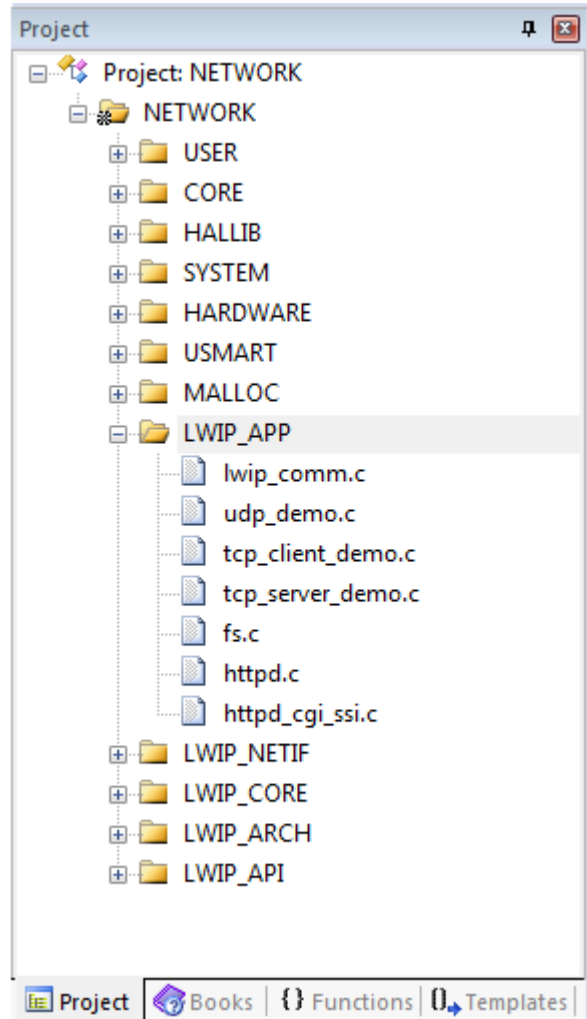 Project
Project: NETWORK
NETWORK
USER
CORE
HALLIB
SYSTEM
HARDWARE
USMART
MALLOC
LWIP_APP
lwip_comm.c
udp_demo.c
tcp_client_demo.c
tcp_server_demo.c
fs.c
httpd.c
httpd_cgi_ssi.c
LWIP_NETIF
LWIP_CORE
LWIP_ARCH
LWIP_API
Project Books {} Functions 0 Templates